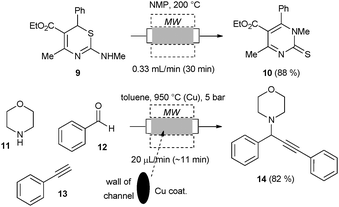 Ph
EtO₂C
S
Me
N
NHMe
9
NMP, 200 °C
MW
0.33 mL/min (30 min)
Ph
EtO₂C
NMe
Me
N
S
10 (88 %)
O
N
H
11
O
H
12
13
toluene, 950 °C (Cu), 5 bar
MW
20 µL/min (~11 min)
wall of
channel
Cu coat.
O
N
14 (82 %)